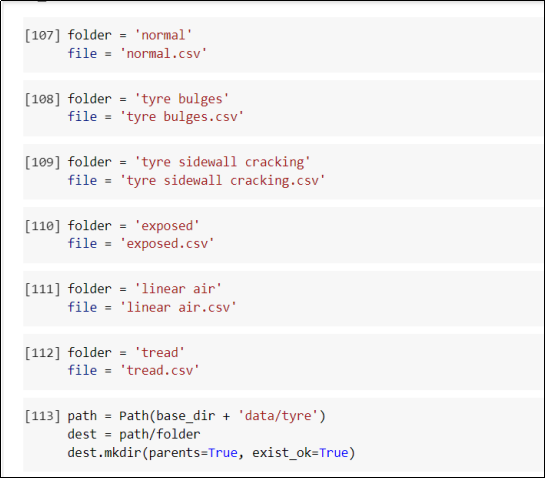 [107] folder = 'normal'
file = 'normal.csv'
[108] folder = 'tyre bulges'
file = 'tyre bulges.csv'
[109] folder = 'tyre sidewall cracking'
file = 'tyre sidewall cracking.csv'
[110] folder = 'exposed'
file = 'exposed.csv'
[111] folder = 'linear air'
file = 'linear air.csv'
[112] folder = 'tread'
file = 'tread.csv'
[113] path = Path(base_dir + 'data/tyre')
dest = path/folder
dest.mkdir(parents=True, exist_ok=True)